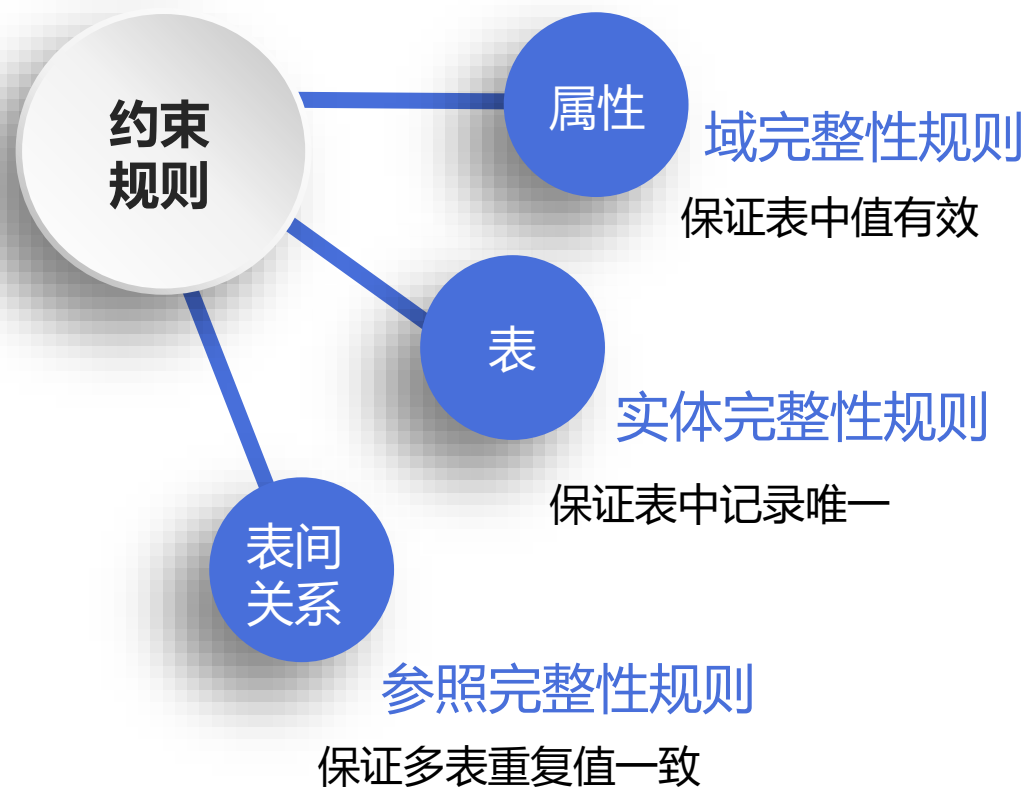 约束
规则
属性
域完整性规则
保证表中值有效
表
实体完整性规则
保证表中记录唯一
表间
关系
参照完整性规则
保证多表重复值一致